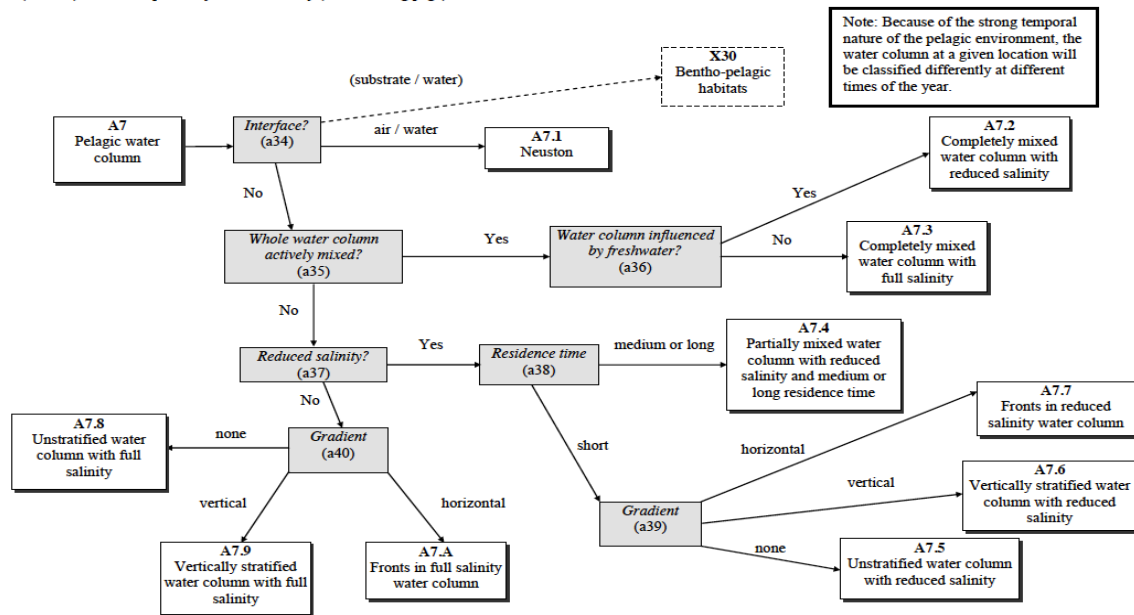 Note: Because of the strong temporal
nature of the pelagic environment, the
water column at a given location will
be classified differently at different
times of the year.
X30
Bentho-pelagic
habitats
(substrate / water)
A7
Pelagic water
column
Interface?
(a34)
air / water
A7.1
Neuston
A7.2
Completely mixed
water column with
reduced salinity
No
Yes
Whole water column
actively mixed?
(a35)
Yes
Water column influenced
by freshwater?
(a36)
No
A7.3
Completely mixed
water column with
full salinity
No
Reduced salinity?
(a37)
Yes
Residence time
(a38)
medium or long
A7.4
Partially mixed water
column with reduced
salinity and medium or
long residence time
No
A7.7
Fronts in reduced
salinity water column
A7.8
Unstratified water
column with full
salinity
none
Gradient
(a40)
short
horizontal
vertical
horizontal
Gradient
(a39)
vertical
A7.6
Vertically stratified water
column with reduced
salinity
none
A7.9
Vertically stratified
water column with full
salinity
A7.A
Fronts in full salinity
water column
A7.5
Unstratified water column
with reduced salinity